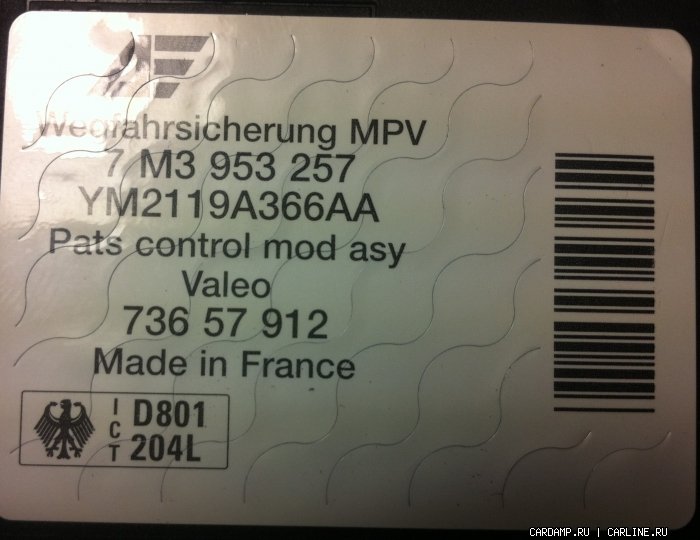 Wegfahrsicherung MPV
7 M3 953 257
YM2119A366AA
Pats control mod asy
Valeo
736 57 912
Made in France
ICT
D801
204L
CARDAMP.RU | CARLINE.RU